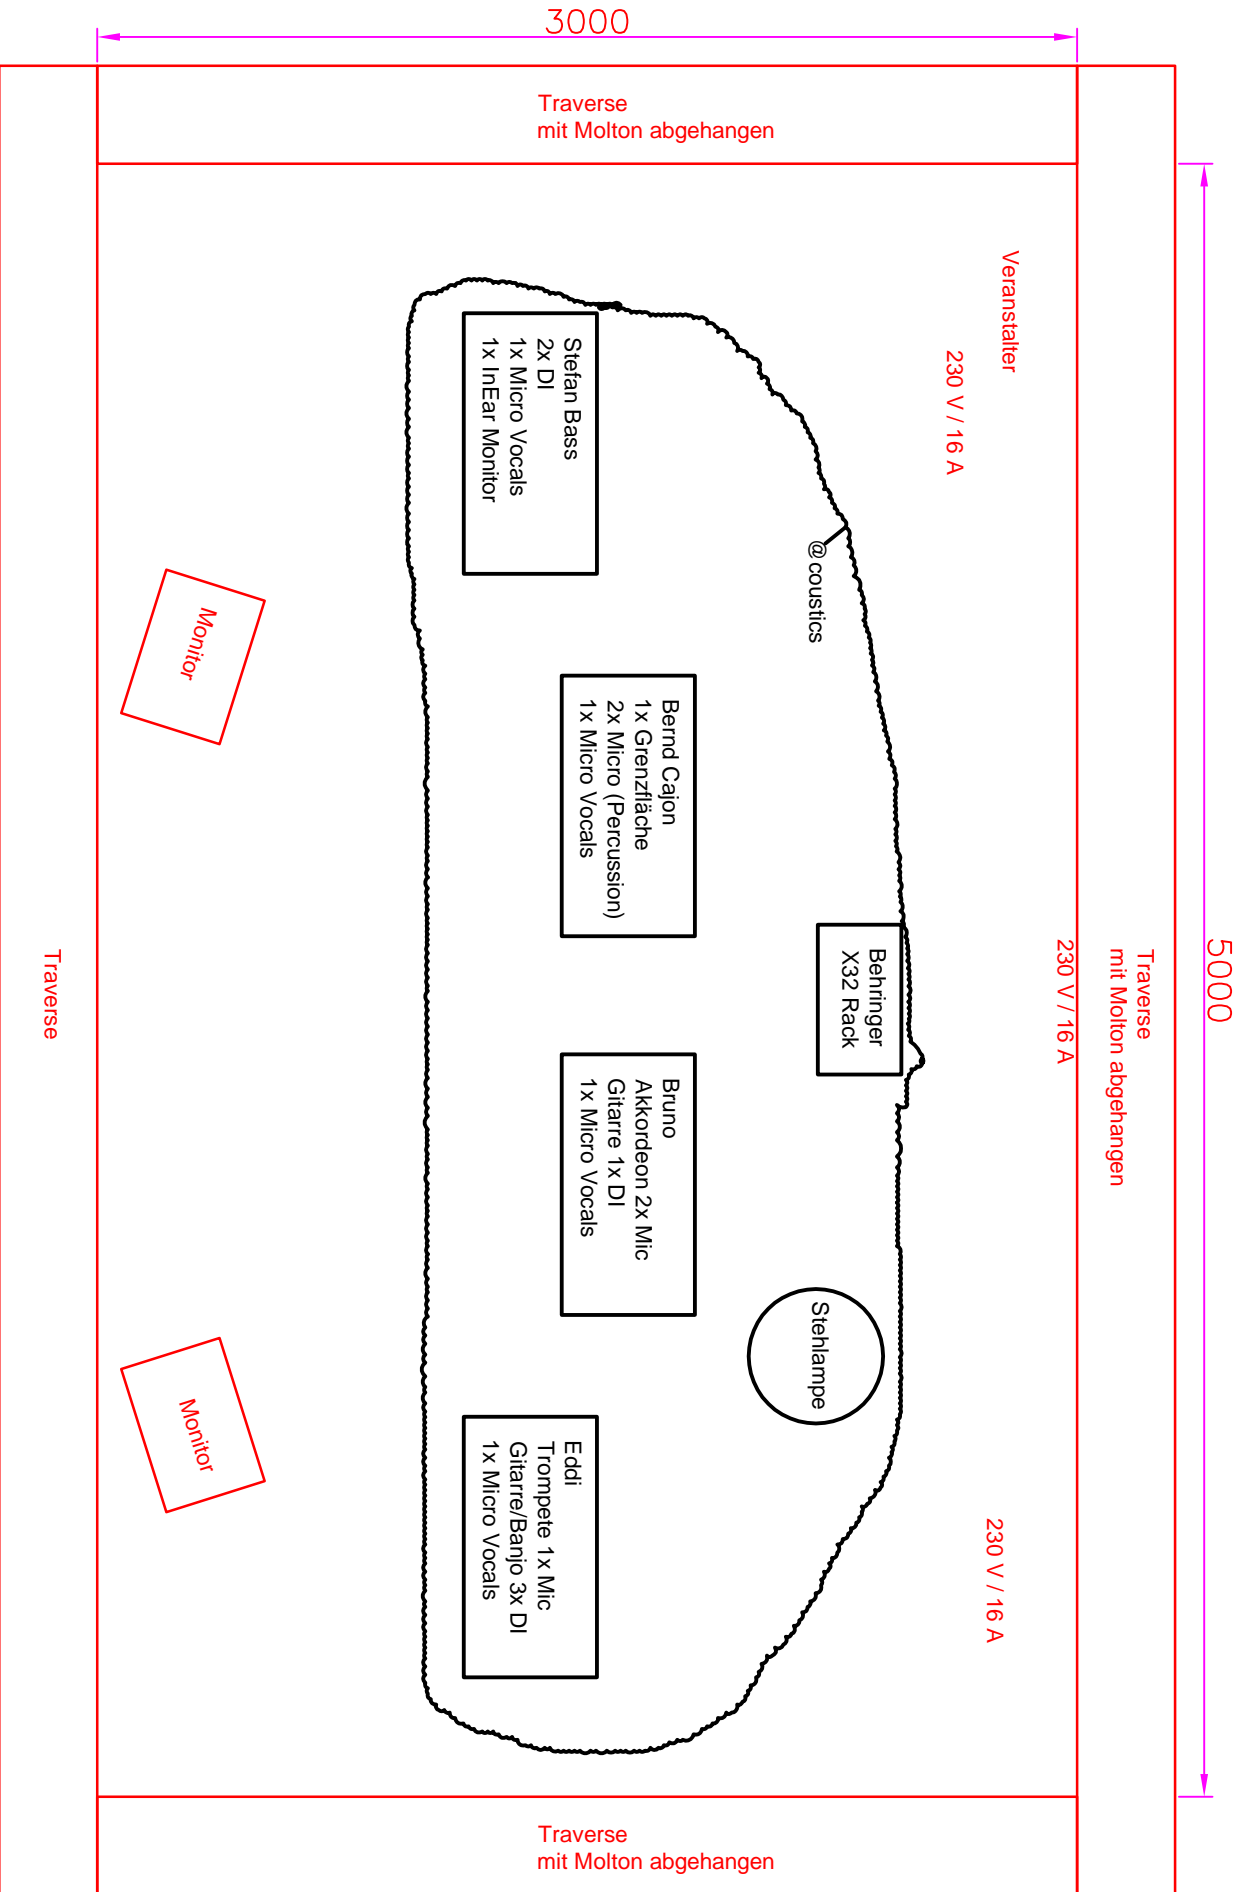 3000
Traverse
mit Molton abgehangen
5000
Traverse
mit Molton abgehangen
Veranstalter
230 V / 16 A
230 V / 16 A
230 V / 16 A
@coustics
Behringer
X32 Rack
Stehlampe
Stefan Bass
2x DI
1x Micro Vocals
1x InEar Monitor
Bernd Cajon
1x Grenzfläche
2x Micro (Percussion)
1x Micro Vocals
Bruno
Akkordeon 2x Mic
Gitarre 1x DI
1x Micro Vocals
Eddi
Trompete 1x Mic
Gitarre/Banjo 3x DI
1x Micro Vocals
Monitor
Monitor
Traverse
Traverse
mit Molton abgehangen